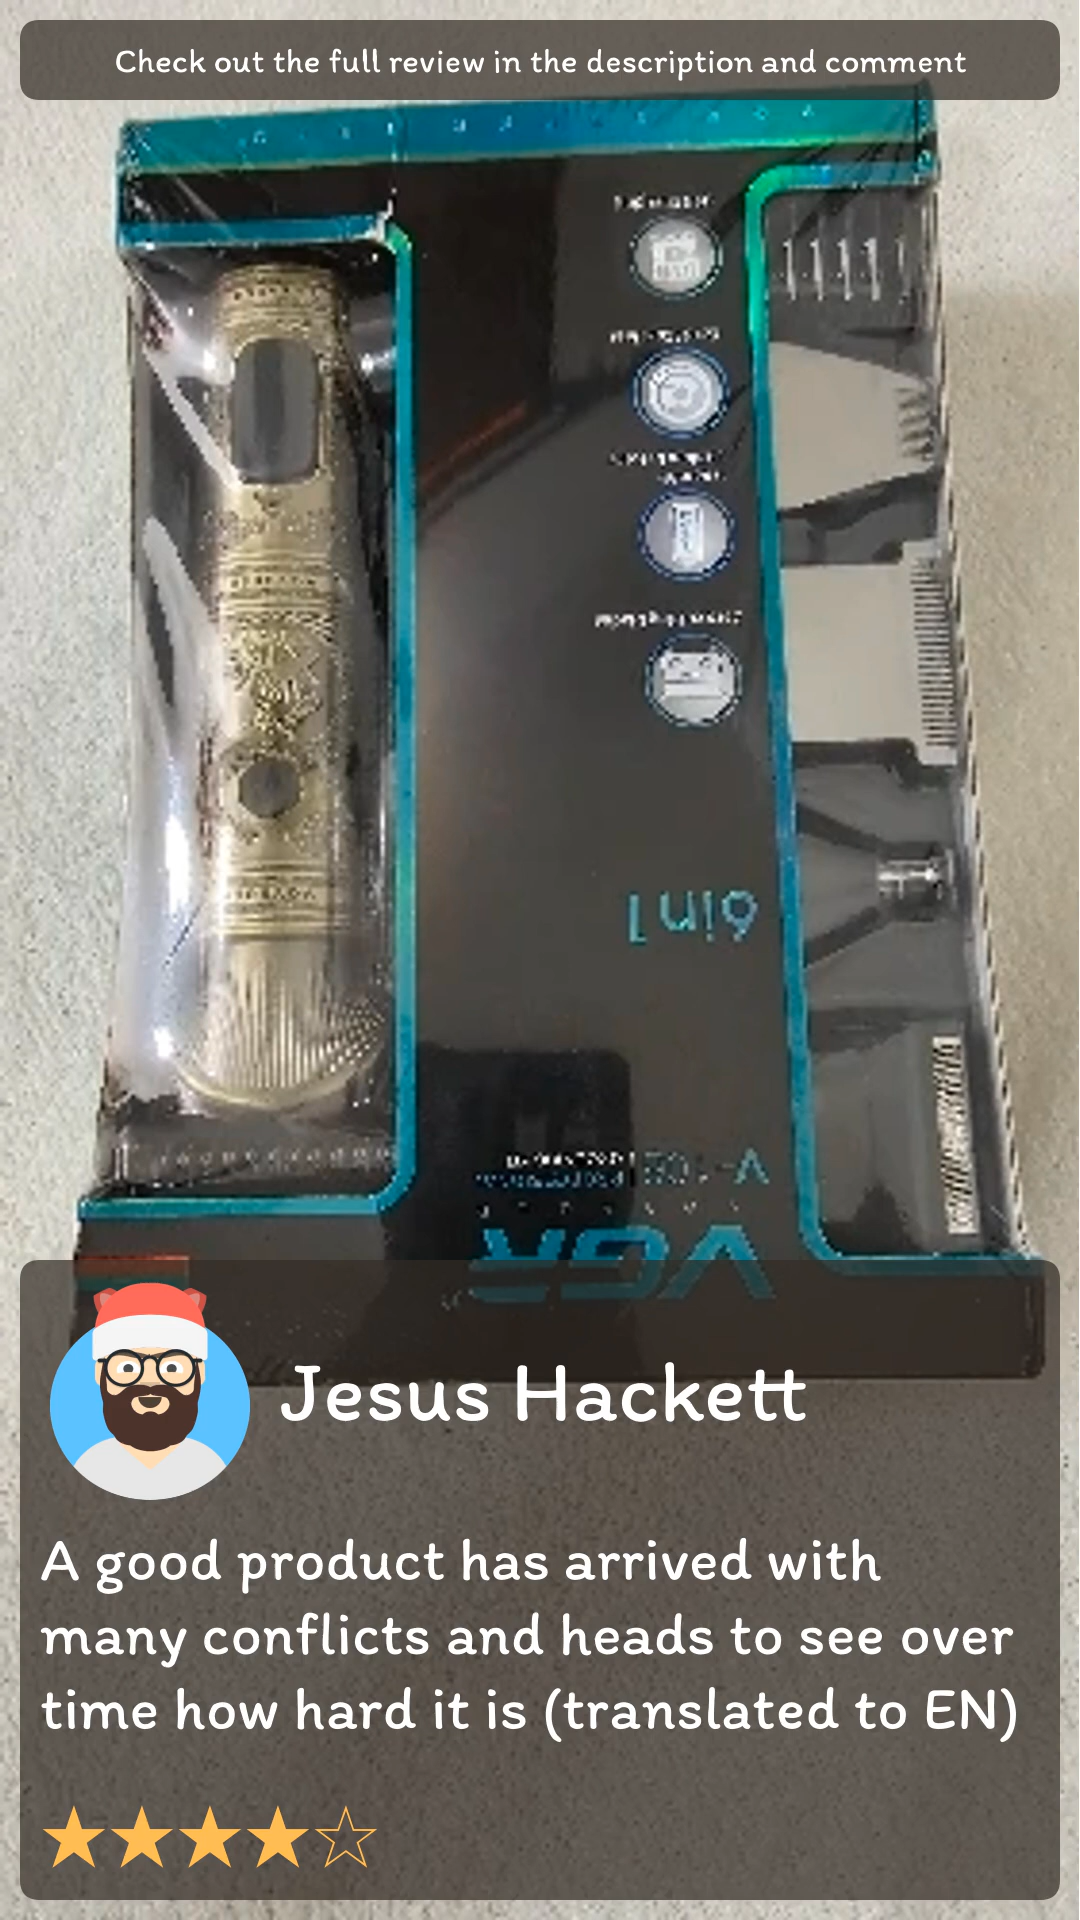 Check out the full review in the description and comment
6in1
VGR
Jesus Hackett
A good product has arrived with
many conflicts and heads to see over
time how hard it is (translated to EN)